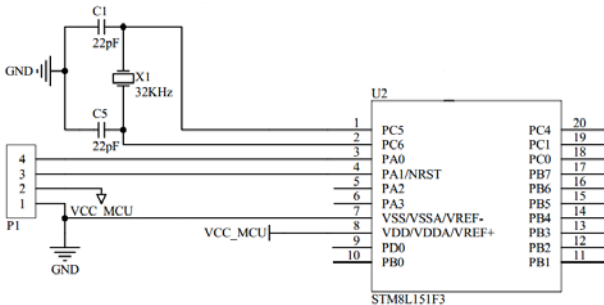 C1
22pF
GND
X1
32KHz
C5
22pF
U2
1 PC5 PC4 20
2 PC6 PC1 19
3 PA0 PC0 18
4 PA1/NRST PB7 17
5 PA2 PB6 16
6 PA3 PB5 15
7 VSS/VSSA/VREF- PB4 14
8 VDD/VDDA/VREF+ PB3 13
9 PD0 PB2 12
10 PB0 PB1 11
STM8L151F3
4
3
2
1
P1
VCC_MCU
VCC_MCU
GND